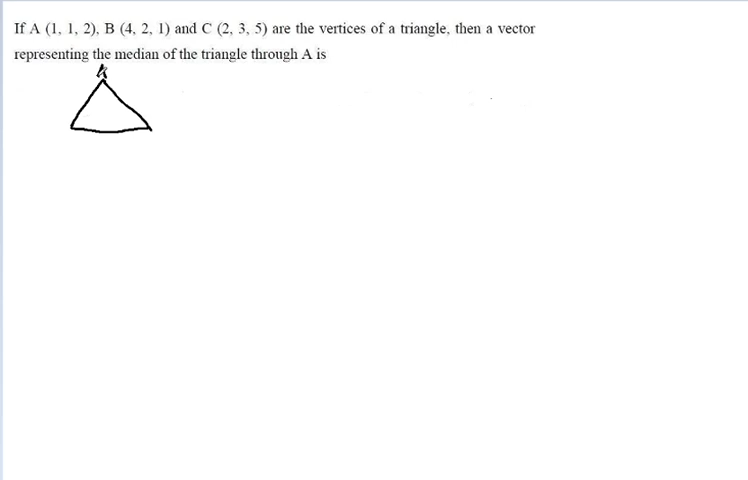 If A (1, 1, 2), B (4, 2, 1) and C (2, 3, 5) are the vertices of a triangle, then a vector
representing the median of the triangle through A is
A